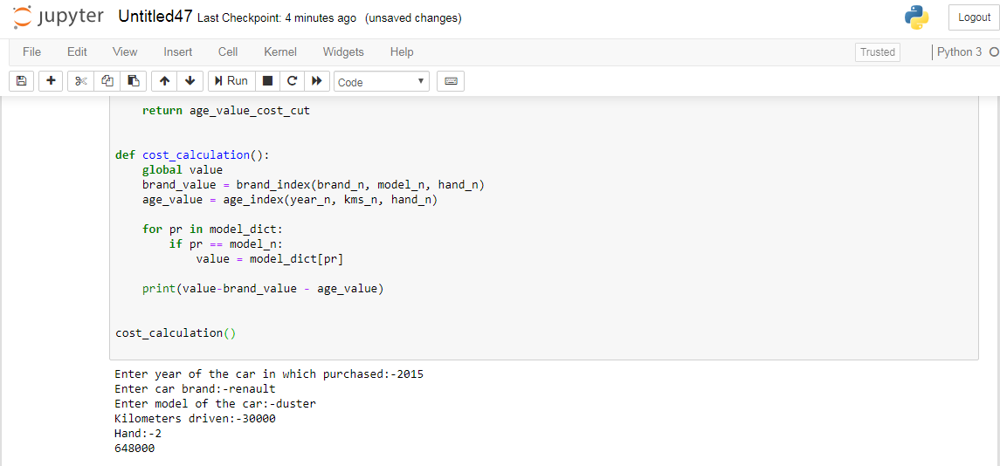 jupyter Untitled47 Last Checkpoint: 4 minutes ago (unsaved changes) Logout
File Edit View Insert Cell Kernel Widgets Help Trusted Python 3
Run Code
return age_value_cost_cut
def cost_calculation():
global value
brand_value = brand_index(brand_n, model_n, hand_n)
age_value = age_index(year_n, kms_n, hand_n)
for pr in model_dict:
if pr == model_n:
value = model_dict[pr]
print(value-brand_value - age_value)
cost_calculation()
Enter year of the car in which purchased:-2015
Enter car brand:-renault
Enter model of the car:-duster
Kilometers driven:-30000
Hand:-2
648000